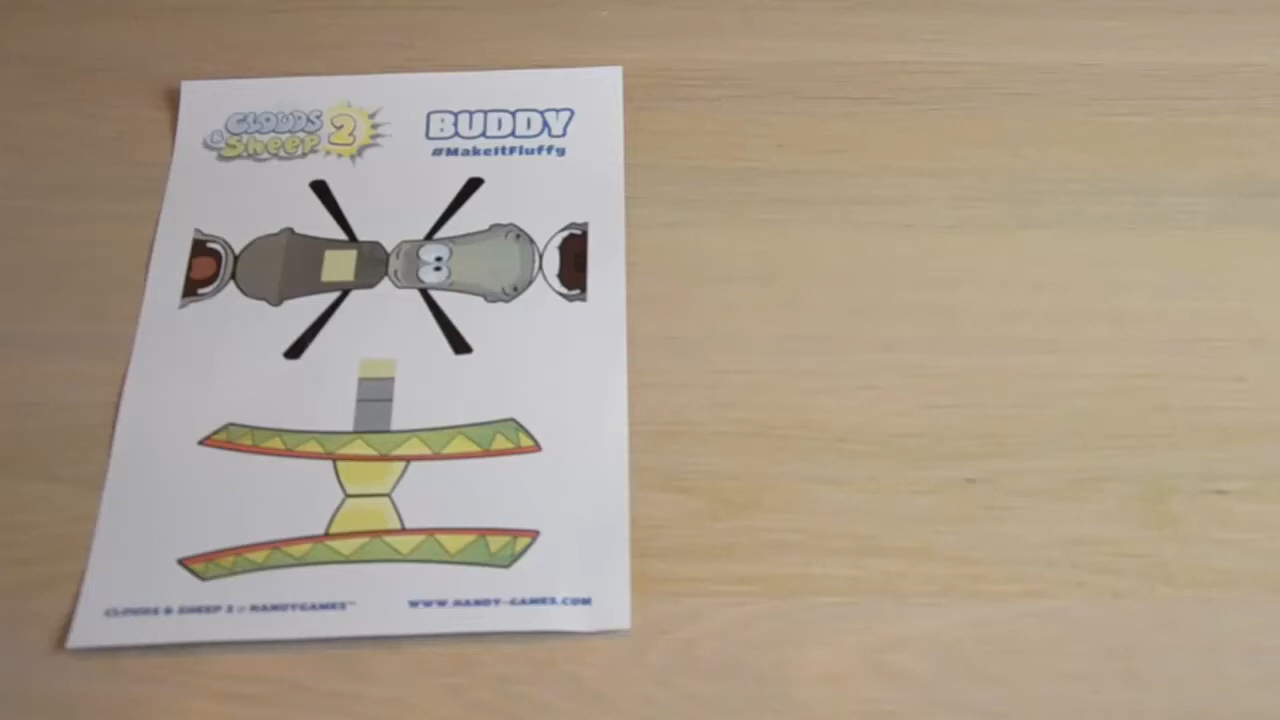 CLOUDS
& Sheep 2
BUDDY
#MakeItFluffy
CLOUDS & SHEEP 2 © HANDYGAMES™
WWW.HANDY-GAMES.COM